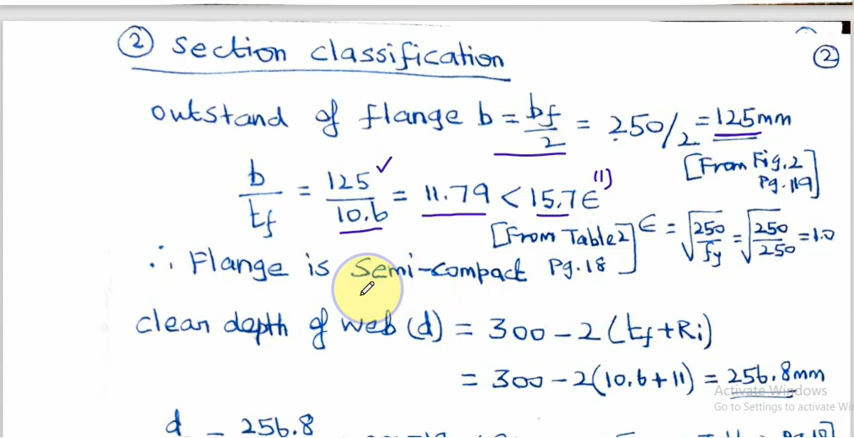 ② Section classification
②
outstand of flange b = bf/2 = 250/2 = 125mm
[From Fig.2 Pg.119]
b/tf = 125/10.6 = 11.79 < 15.7ϵ (1)
[From Table2 Pg.18]
ϵ = √(250/fy) = √(250/250) = 1.0
∴ Flange is semi-compact
clear depth of web (d) = 300 - 2(tf + Ri)
= 300 - 2(10.6 + 11) = 256.8mm
Activate Windows
Go to Settings to activate Wi
d = 256.8